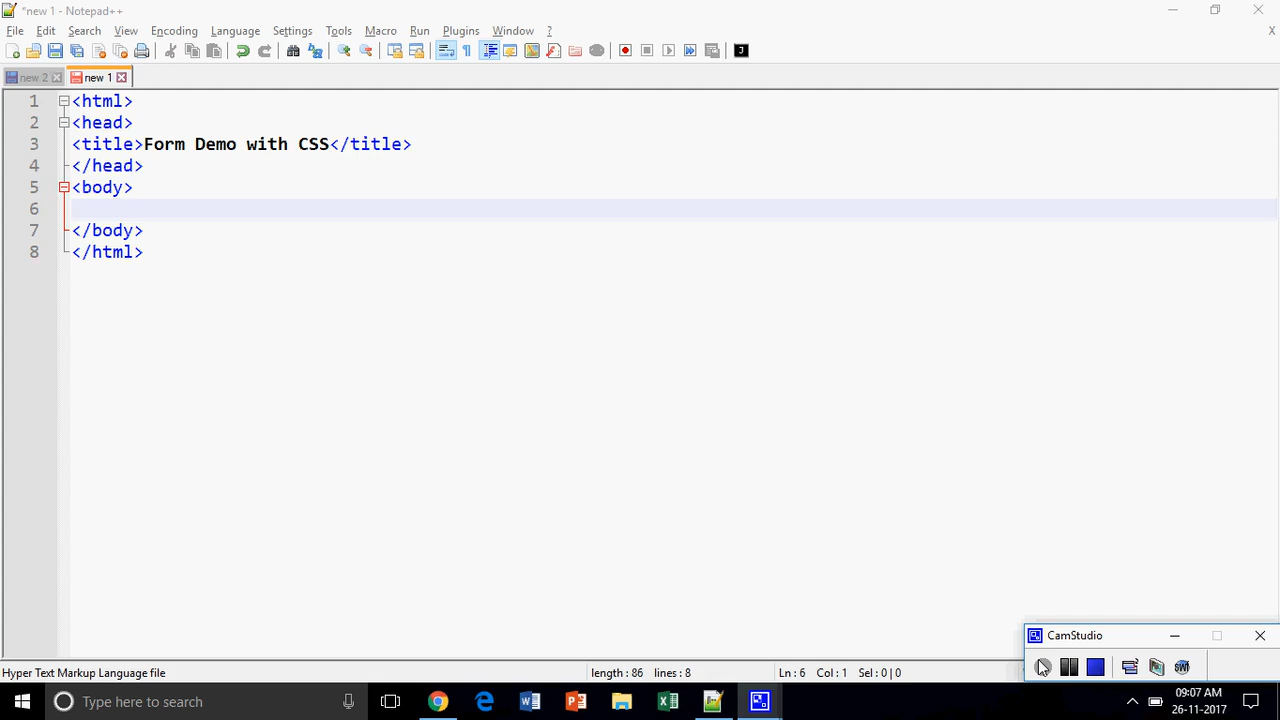 *new 1 - Notepad++
File Edit Search View Encoding Language Settings Tools Macro Run Plugins Window ? X
new 2 new 1
1 <html>
2 <head>
3 <title>Form Demo with CSS</title>
4 </head>
5 <body>
6
7 </body>
8 </html>
CamStudio
Hyper Text Markup Language file length : 86 lines : 8 Ln : 6 Col : 1 Sel : 0 | 0
Type here to search
09:07 AM
26-11-2017